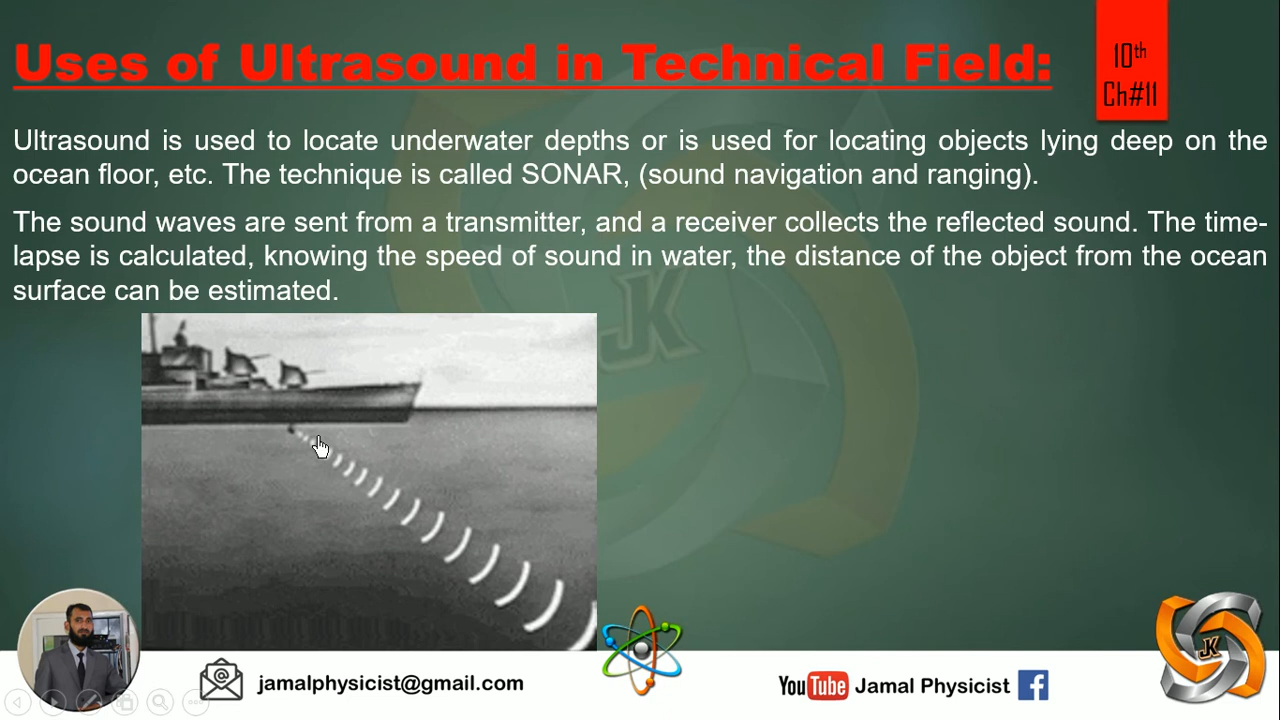 Uses of Ultrasound in Technical Field:
10th
Ch#11
Ultrasound is used to locate underwater depths or is used for locating objects lying deep on the
ocean floor, etc. The technique is called SONAR, (sound navigation and ranging).
The sound waves are sent from a transmitter, and a receiver collects the reflected sound. The time-
lapse is calculated, knowing the speed of sound in water, the distance of the object from the ocean
surface can be estimated.
JK
jamalphysicist@gmail.com
YouTube Jamal Physicist f
JK